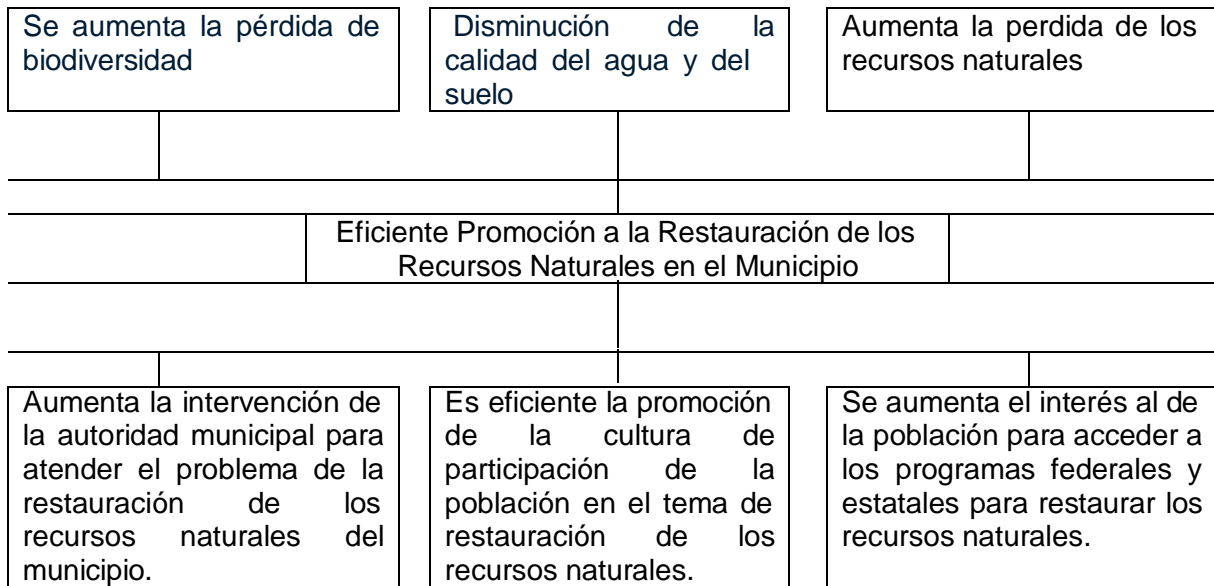 Se aumenta la pérdida de
biodiversidad
Disminución de la
calidad del agua y del
suelo
Aumenta la perdida de los
recursos naturales
Eficiente Promoción a la Restauración de los
Recursos Naturales en el Municipio
Aumenta la intervención de
la autoridad municipal para
atender el problema de la
restauración de los
recursos naturales del
municipio.
Es eficiente la promoción
de la cultura de
participación de la
población en el tema de
restauración de los
recursos naturales.
Se aumenta el interés al de
la población para acceder a
los programas federales y
estatales para restaurar los
recursos naturales.